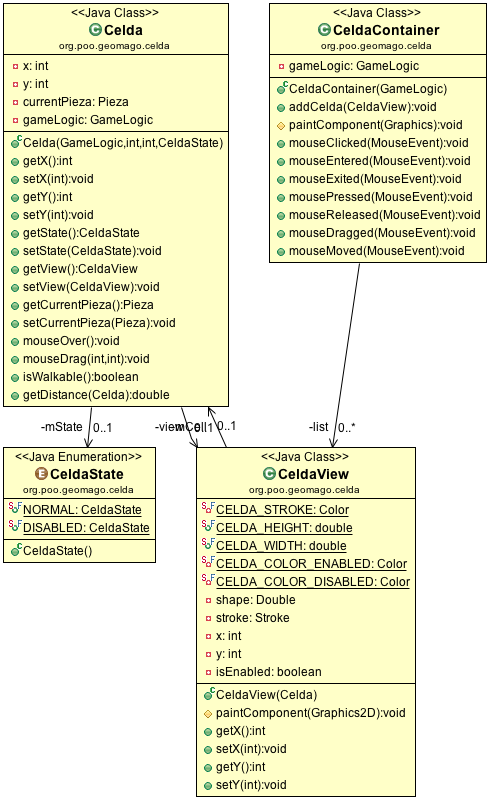 <<Java Class>>
Celda
org.poo.geomago.celda
x: int
y: int
currentPieza: Pieza
gameLogic: GameLogic
Celda(GameLogic,int,int,CeldaState)
getX():int
setX(int):void
getY():int
setY(int):void
getState():CeldaState
setState(CeldaState):void
getView():CeldaView
setView(CeldaView):void
getCurrentPieza():Pieza
setCurrentPieza(Pieza):void
mouseOver():void
mouseDrag(int,int):void
isWalkable():boolean
getDistance(Celda):double
<<Java Class>>
CeldaContainer
org.poo.geomago.celda
gameLogic: GameLogic
CeldaContainer(GameLogic)
addCelda(CeldaView):void
paintComponent(Graphics):void
mouseClicked(MouseEvent):void
mouseEntered(MouseEvent):void
mouseExited(MouseEvent):void
mousePressed(MouseEvent):void
mouseReleased(MouseEvent):void
mouseDragged(MouseEvent):void
mouseMoved(MouseEvent):void
-mState
0..1
-view
0..1
-list
0..*
<<Java Enumeration>>
CeldaState
org.poo.geomago.celda
NORMAL: CeldaState
DISABLED: CeldaState
CeldaState()
<<Java Class>>
CeldaView
org.poo.geomago.celda
CELDA_STROKE: Color
CELDA_HEIGHT: double
CELDA_WIDTH: double
CELDA_COLOR_ENABLED: Color
CELDA_COLOR_DISABLED: Color
shape: Double
stroke: Stroke
x: int
y: int
isEnabled: boolean
CeldaView(Celda)
paintComponent(Graphics2D):void
getX():int
setX(int):void
getY():int
setY(int):void